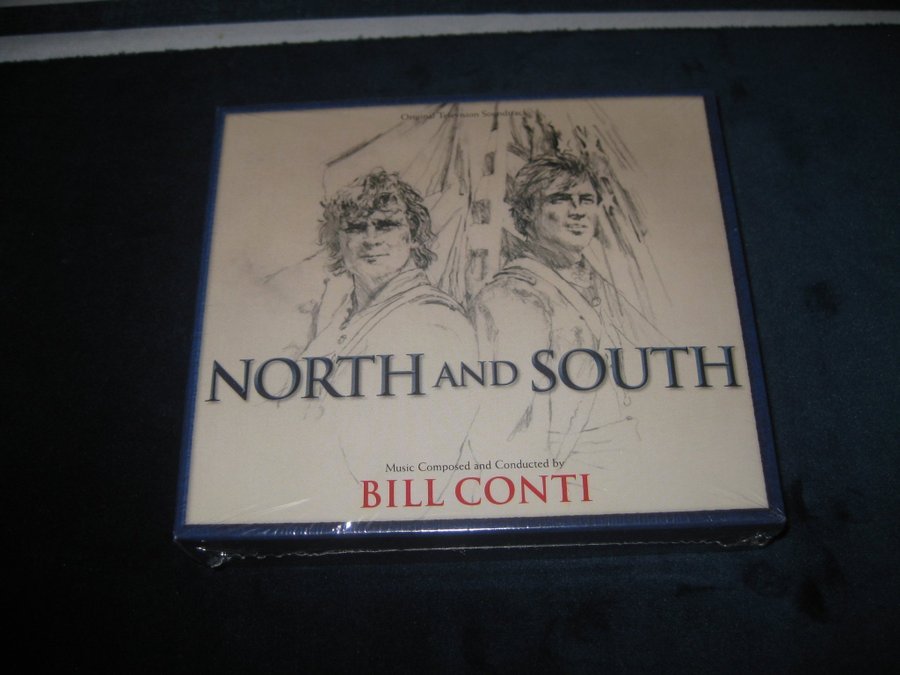 Original Television Soundtrack
NORTH AND SOUTH
Music Composed and Conducted by
BILL CONTI